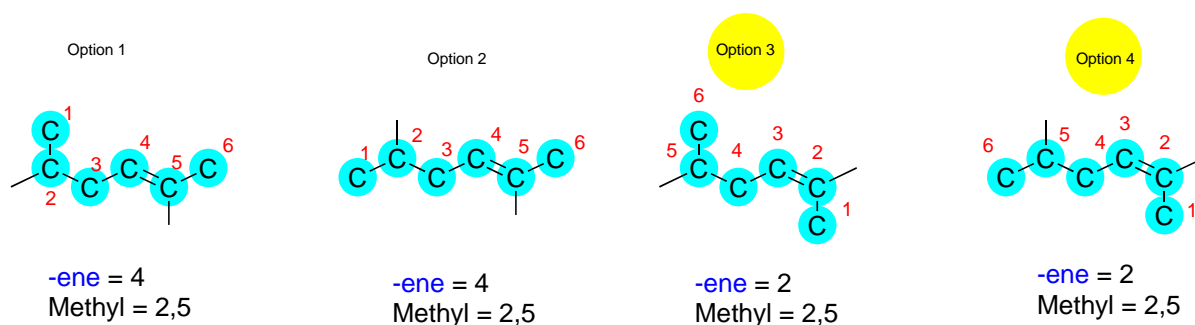 Option 1
Option 2
Option 3
Option 4
1
C
C
2
3
C
4
C
5
C
6
C
1
C
2
C
3
C
4
C
5
C
6
C
6
C
5
C
4
C
3
C
2
C
1
C
6
C
5
C
4
C
3
C
2
C
1
C
-ene = 4
Methyl = 2,5
-ene = 4
Methyl = 2,5
-ene = 2
Methyl = 2,5
-ene = 2
Methyl = 2,5